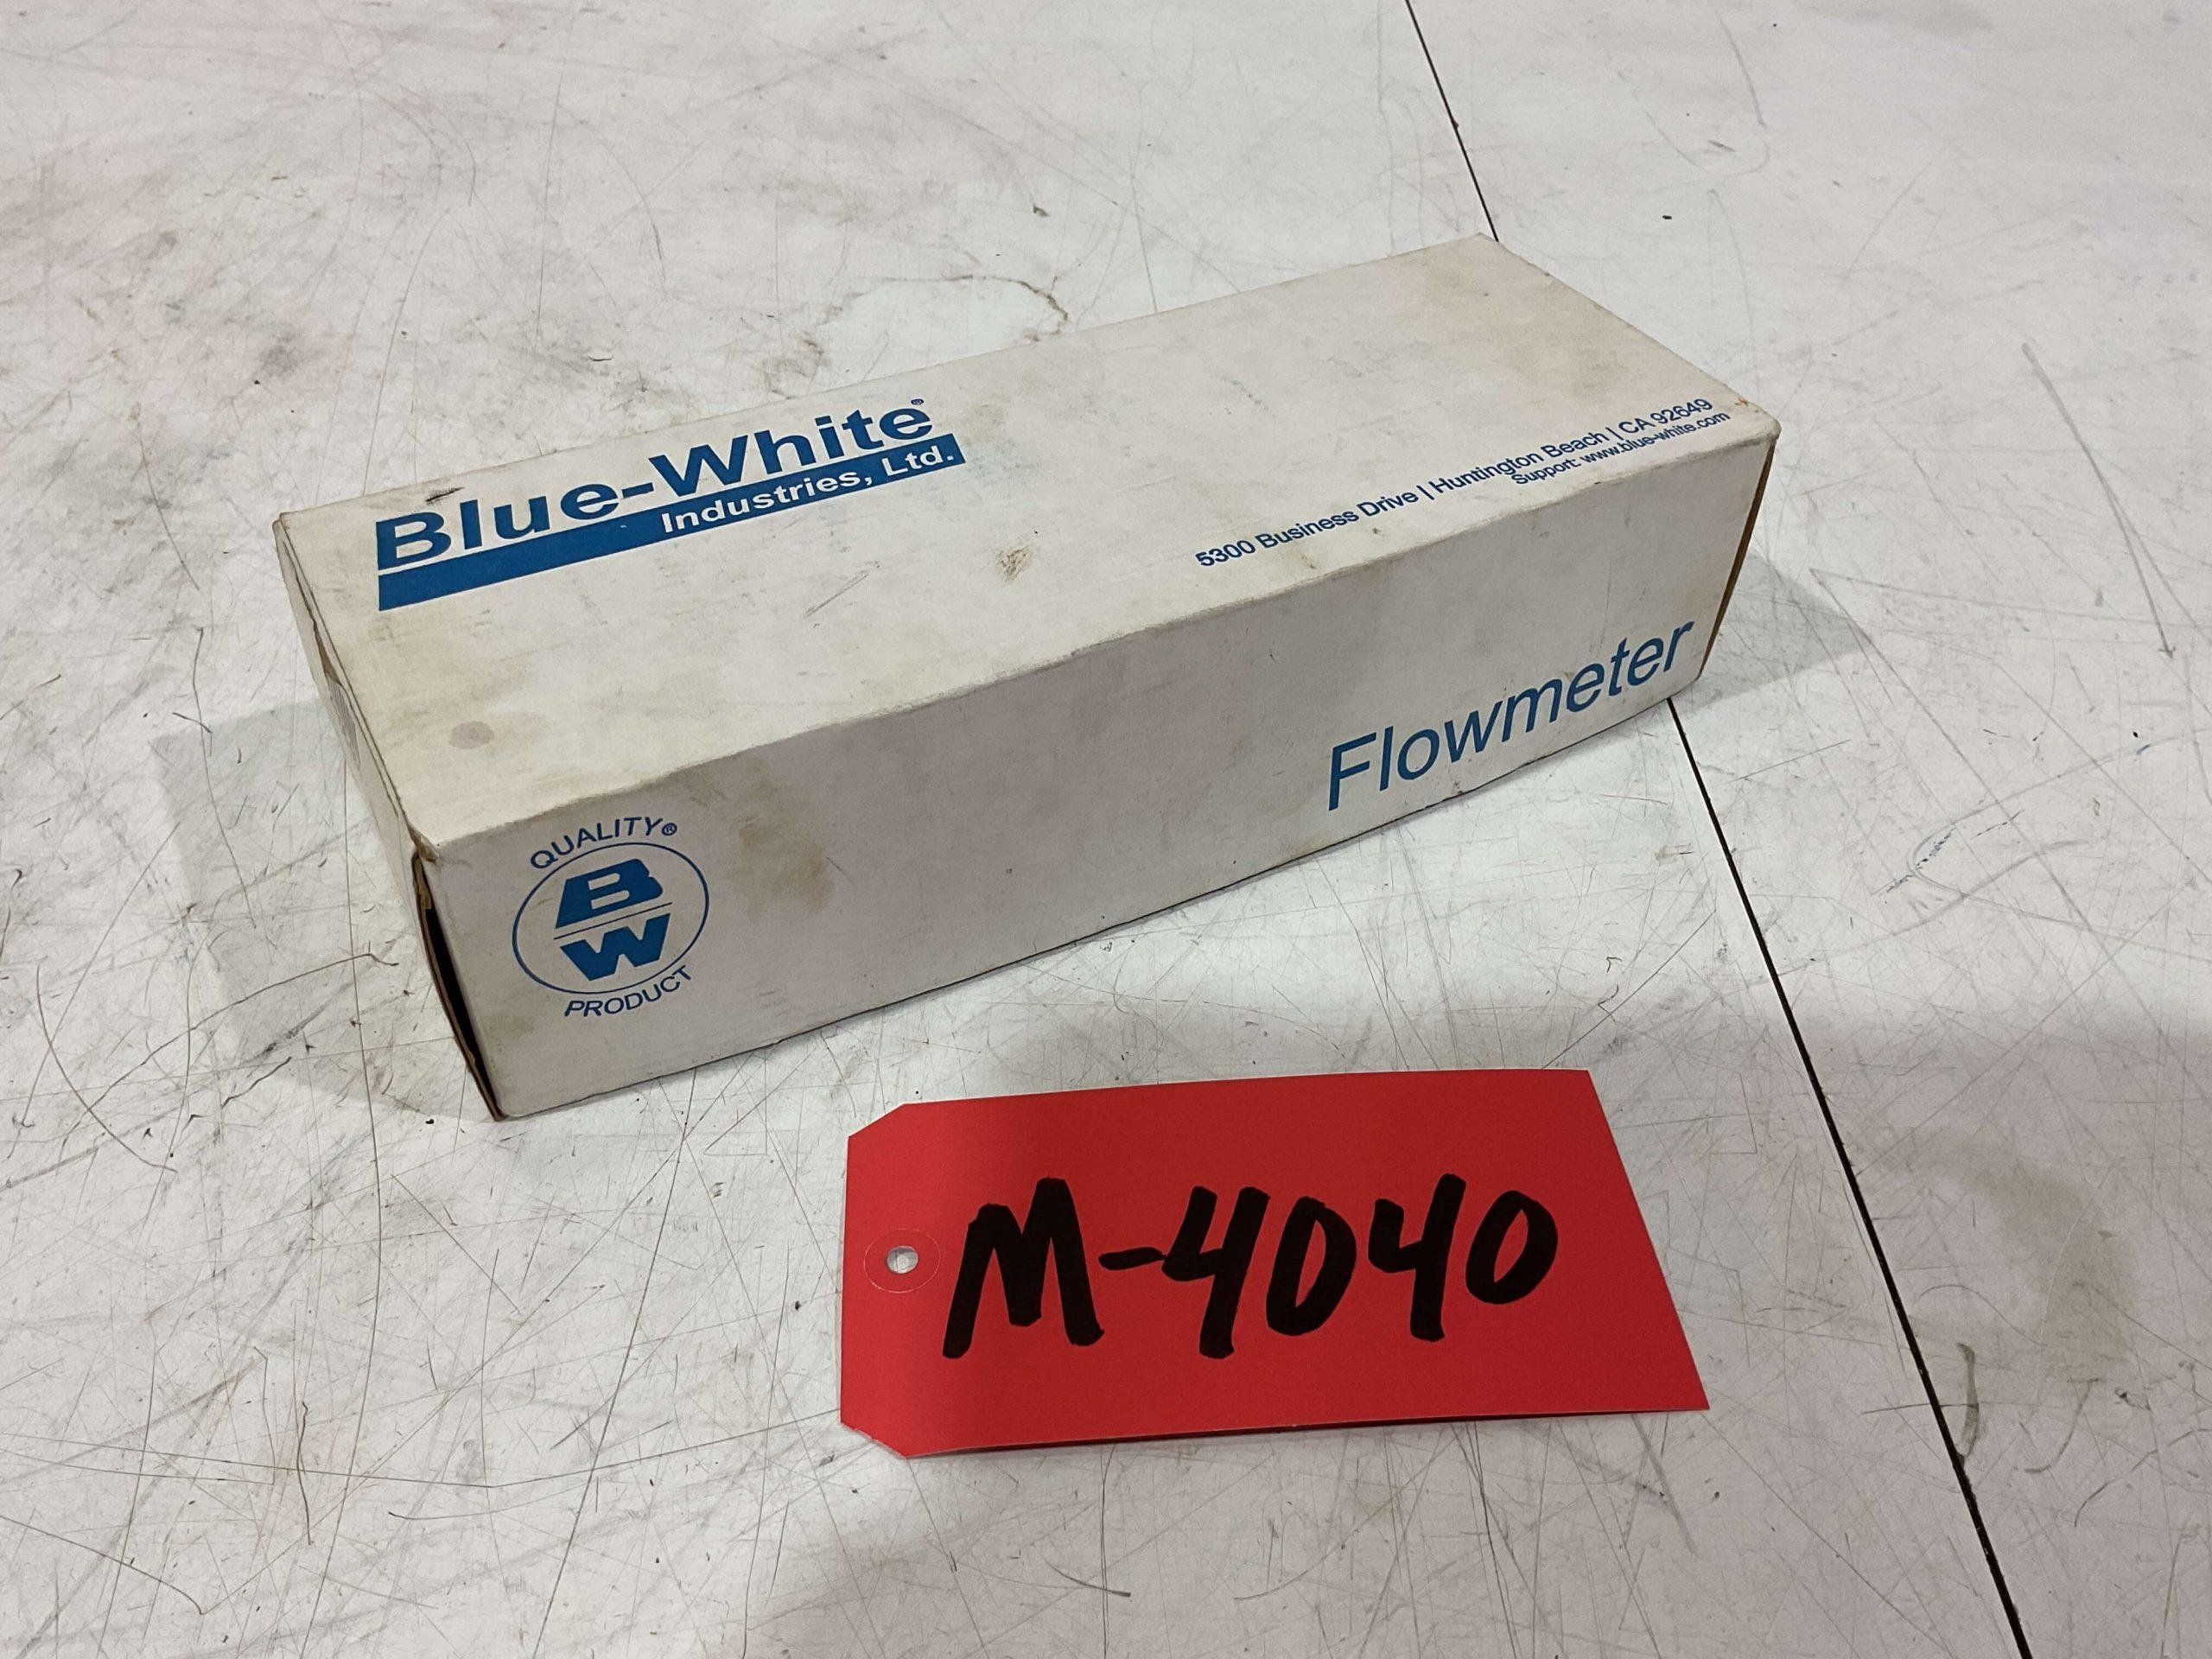 Blue-White®
Industries, Ltd.
5300 Business Drive | Huntington Beach | CA 92649
Support: www.blue-white.com
Flowmeter
QUALITY®
B
W
PRODUCT
M-4040